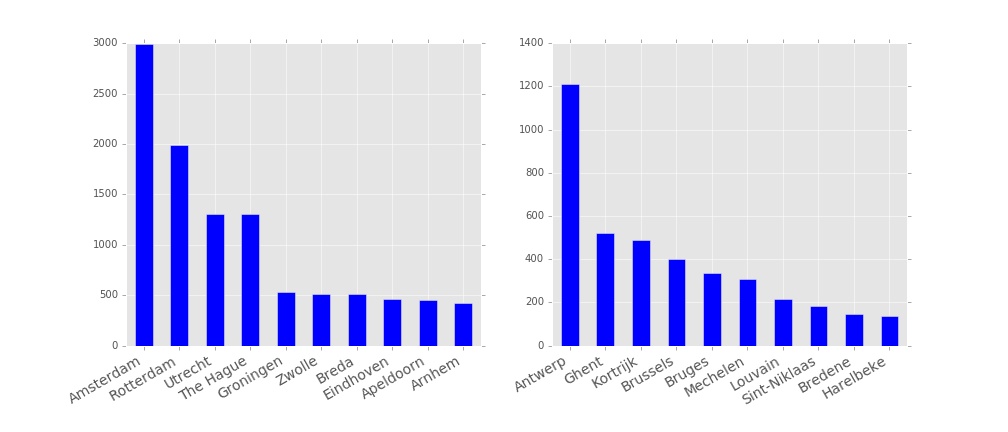 3000
2500
2000
1500
1000
500
0
Amsterdam
Rotterdam
Utrecht
The Hague
Groningen
Zwolle
Breda
Eindhoven
Apeldoorn
Arnhem
1400
1200
1000
800
600
400
200
0
Antwerp
Ghent
Kortrijk
Brussels
Bruges
Mechelen
Louvain
Sint-Niklaas
Bredene
Harelbeke